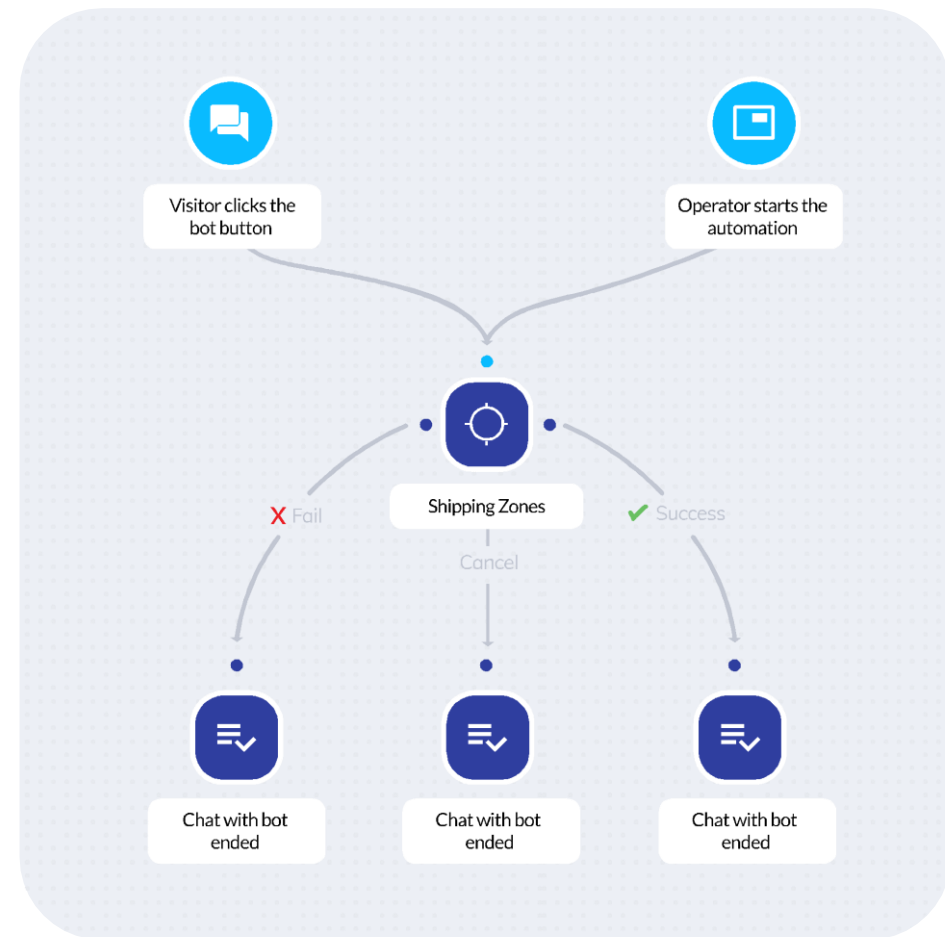 Visitor clicks the
bot button
Operator starts the
automation
Shipping Zones
X Fail
Cancel
Success
Chat with bot
ended
Chat with bot
ended
Chat with bot
ended